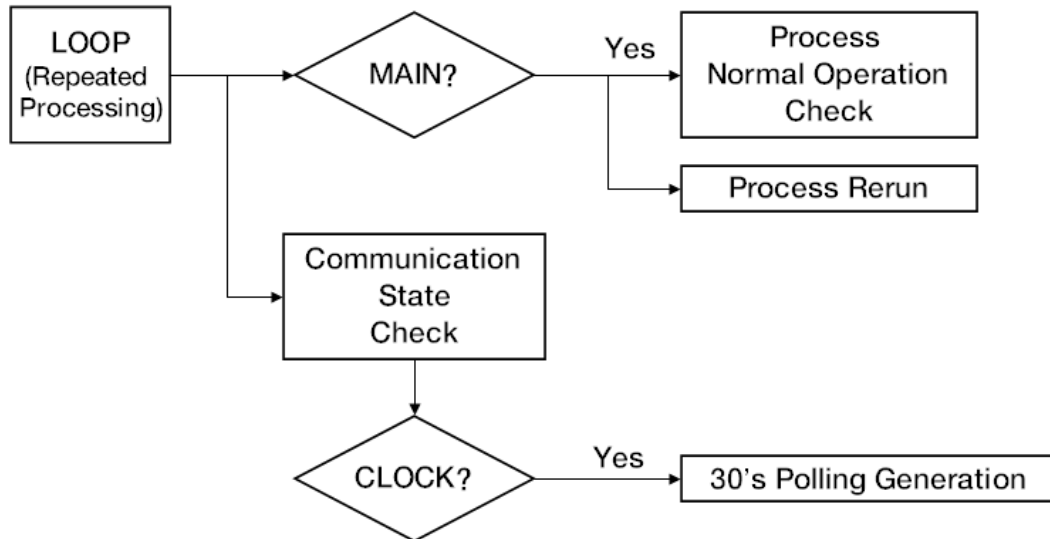 LOOP
(Repeated
Processing)
MAIN?
Yes
Process
Normal Operation
Check
Process Rerun
Communication
State
Check
CLOCK?
Yes
30's Polling Generation